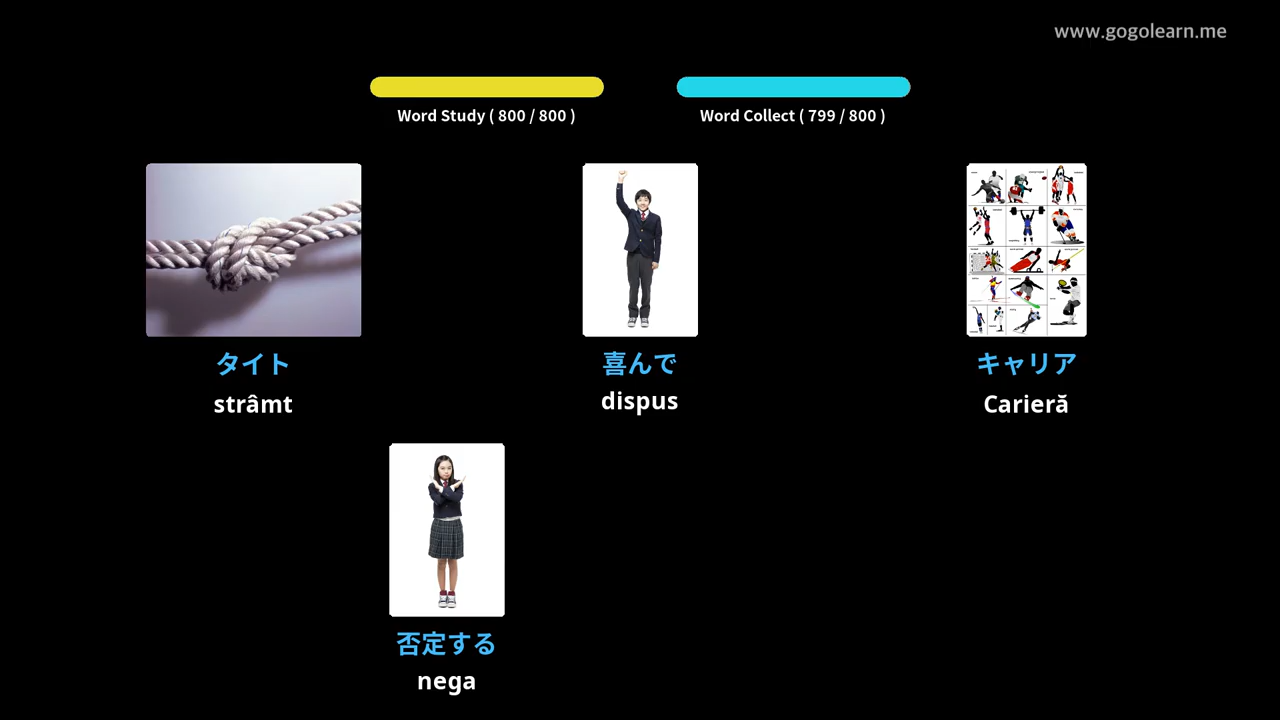 www.gogolearn.me
Word Study ( 800 / 800 )
Word Collect ( 799 / 800 )
タイト
strâmt
喜んで
dispus
キャリア
Carieră
否定する
nega